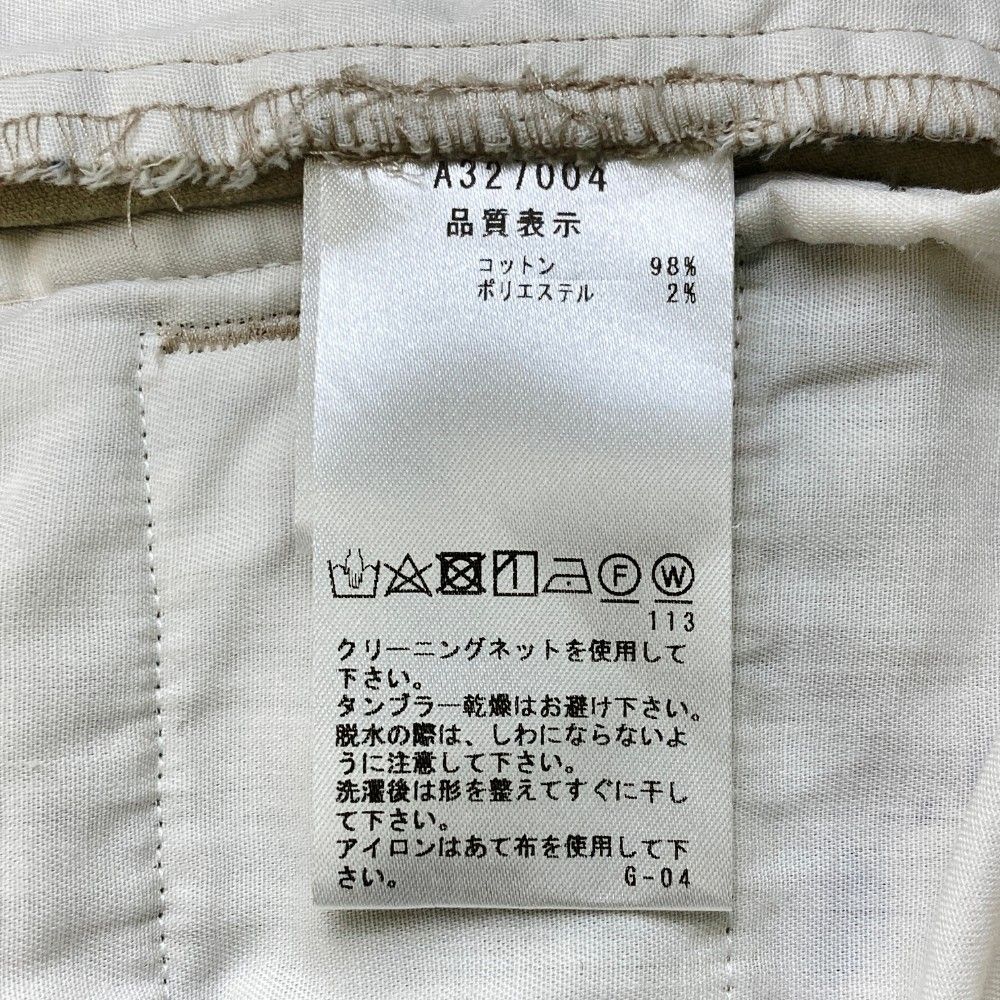 A327004
品質表示
コットン 98%
ポリエステル 2%
F W
113
クリーニングネットを使用して
下さい。
タンブラー乾燥はお避け下さい。
脱水の際は、しわにならないよ
うに注意して下さい。
洗濯後は形を整えてすぐに干し
て下さい。
アイロンはあて布を使用して下
さい。 G-04